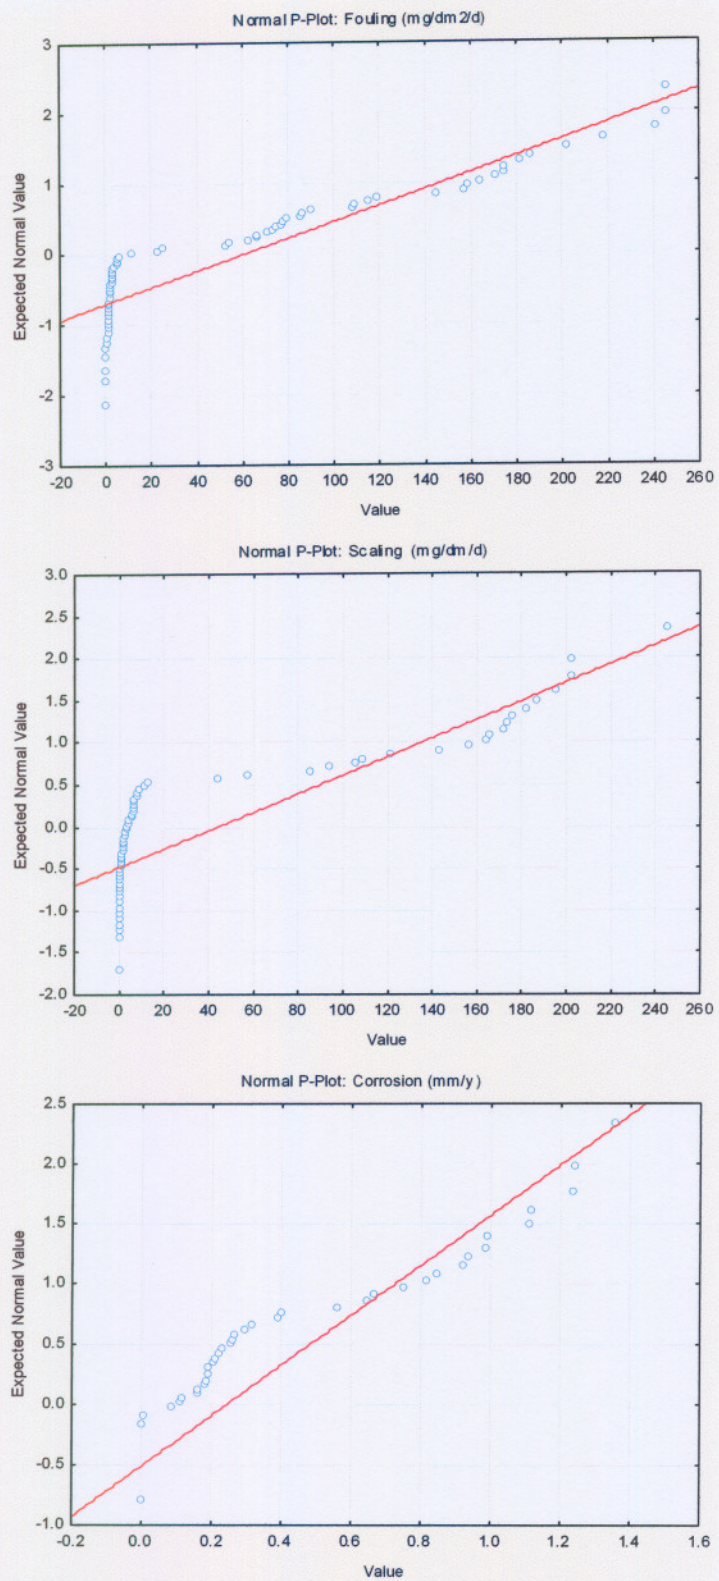 Normal P-Plot: Fouling (mg/dm2/d)
3
2
1
0
-1
-2
-3
Expected Normal Value
-20 0 20 40 60 80 100 120 140 160 180 200 220 240 260
Value
Normal P-Plot: Scaling (mg/dm/d)
3.0
2.5
2.0
1.5
1.0
0.5
0.0
-0.5
-1.0
-1.5
-2.0
Expected Normal Value
-20 0 20 40 60 80 100 120 140 160 180 200 220 240 260
Value
Normal P-Plot: Corrosion (mm/y)
2.5
2.0
1.5
1.0
0.5
0.0
-0.5
-1.0
Expected Normal Value
-0.2 0.0 0.2 0.4 0.6 0.8 1.0 1.2 1.4 1.6
Value